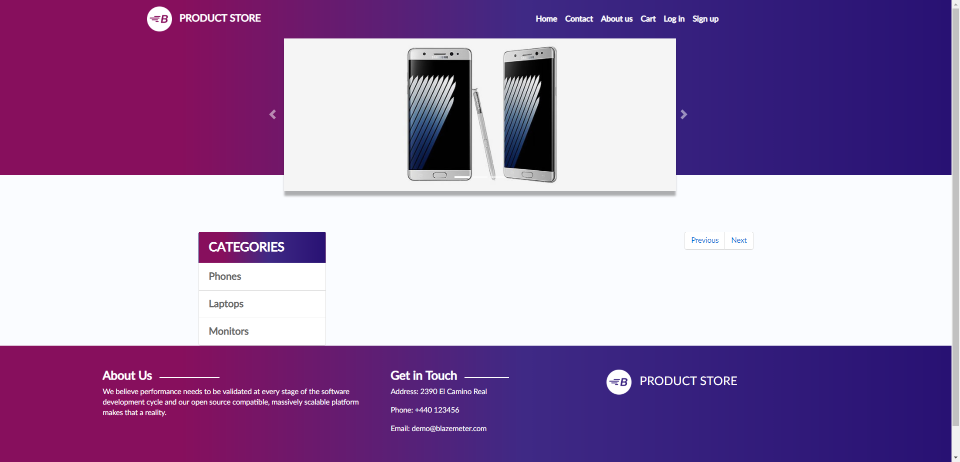 B PRODUCT STORE
Home Contact About us Cart Log in Sign up
CATEGORIES
Phones
Laptops
Monitors
Previous Next
About Us
We believe performance needs to be validated at every stage of the software
development cycle and our open source compatible, massively scalable platform
makes that a reality.
Get in Touch
Address: 2390 El Camino Real
Phone: +440 123456
Email: demo@blazemeter.com
B PRODUCT STORE